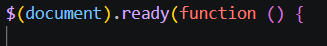 $(document).ready(function () {